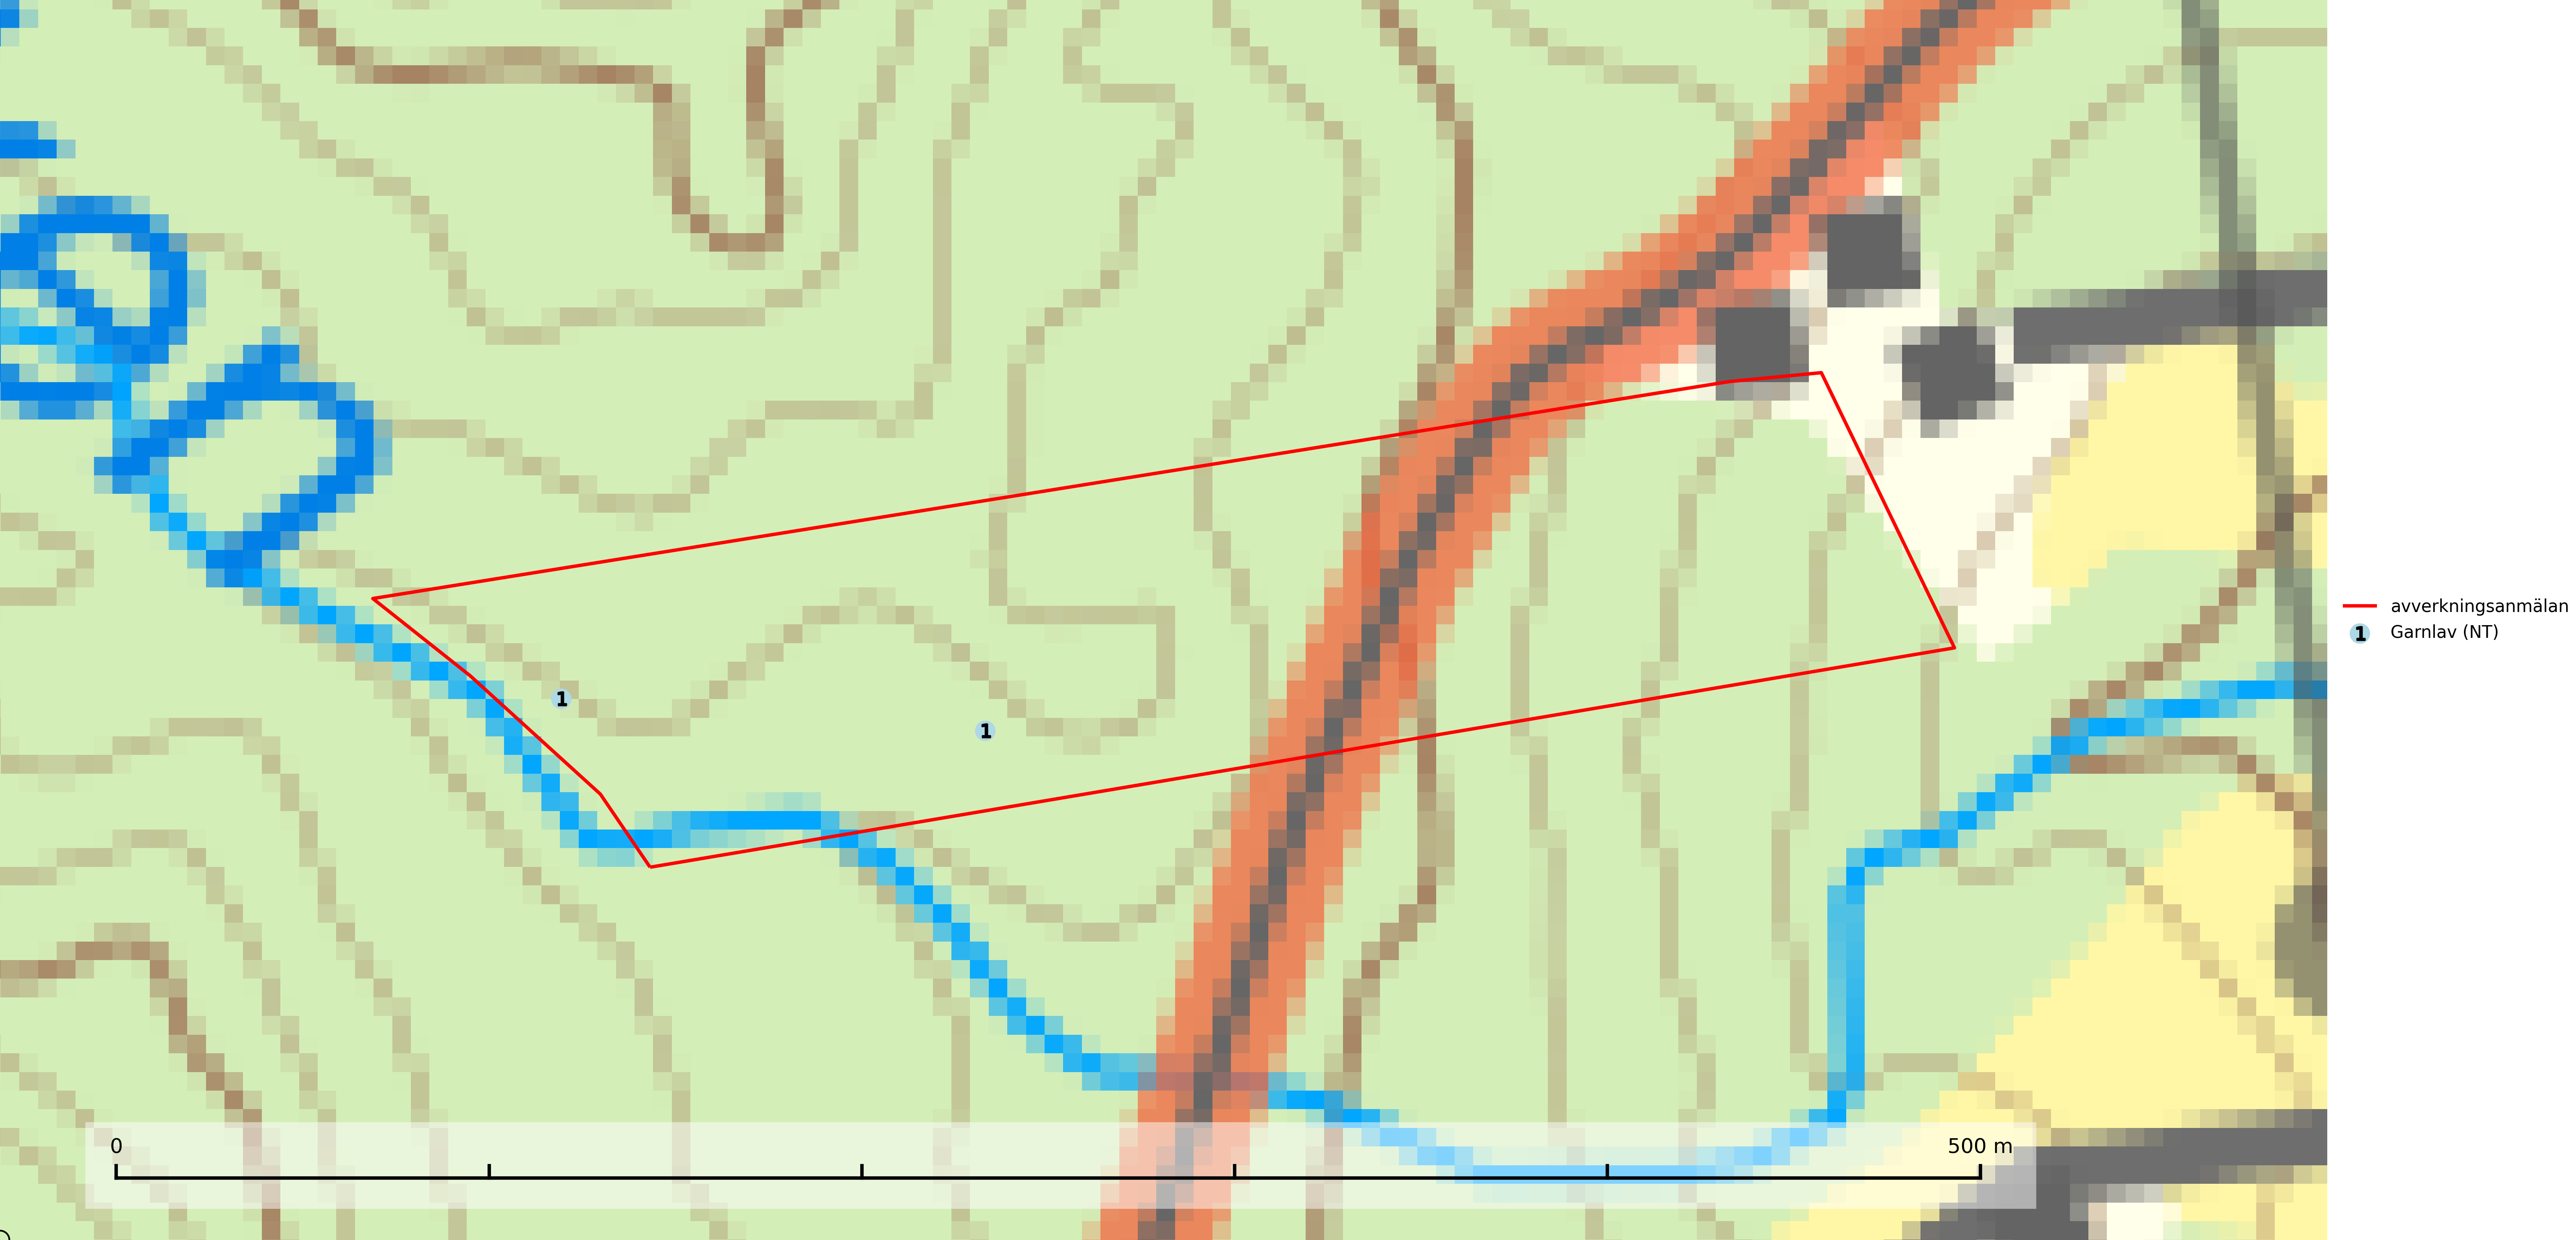 avverkningsanmälan
1 Garnlav (NT)
1
1
0 500 m